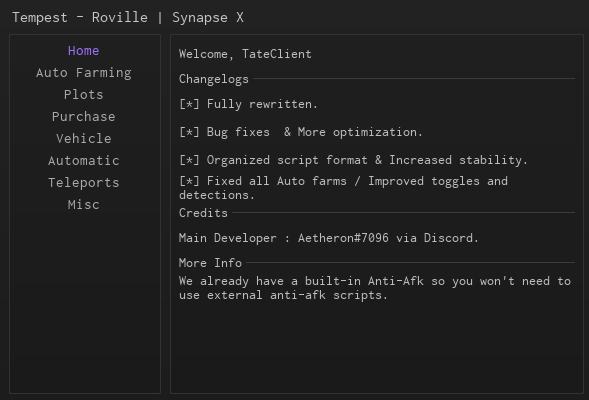 Tempest - Roville | Synapse X
Home
Auto Farming
Plots
Purchase
Vehicle
Automatic
Teleports
Misc
Welcome, TateClient
Changelogs
[*] Fully rewritten.
[*] Bug fixes  & More optimization.
[*] Organized script format & Increased stability.
[*] Fixed all Auto farms / Improved toggles and
detections.
Credits
Main Developer : Aetheron#7096 via Discord.
More Info
We already have a built-in Anti-Afk so you won't need to
use external anti-afk scripts.